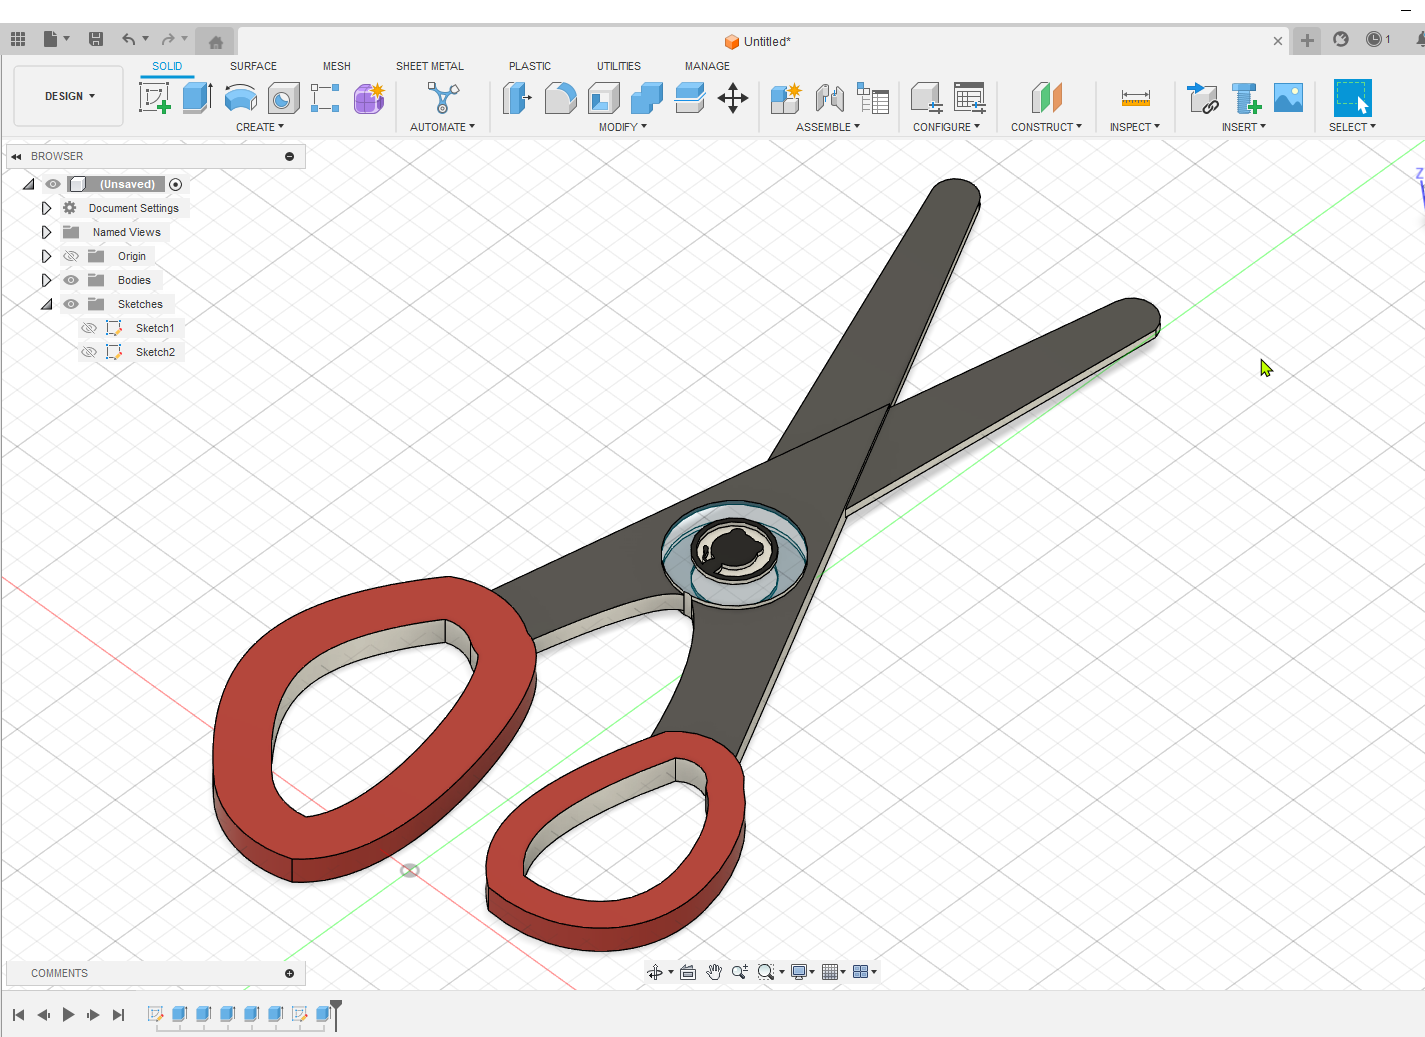 Untitled*
1
SOLID SURFACE MESH SHEET METAL PLASTIC UTILITIES MANAGE
DESIGN
CREATE AUTOMATE MODIFY ASSEMBLE CONFIGURE CONSTRUCT INSPECT INSERT SELECT
BROWSER
(Unsaved)
Document Settings
Named Views
Origin
Bodies
Sketches
Sketch1
Sketch2
Z
COMMENTS